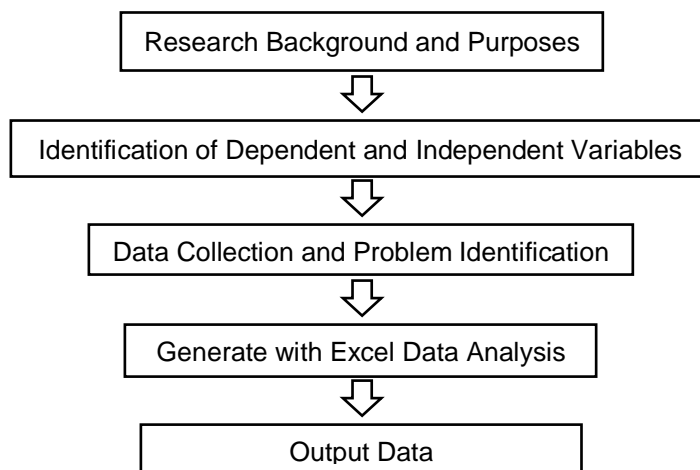 Research Background and Purposes
Identification of Dependent and Independent Variables
Data Collection and Problem Identification
Generate with Excel Data Analysis
Output Data